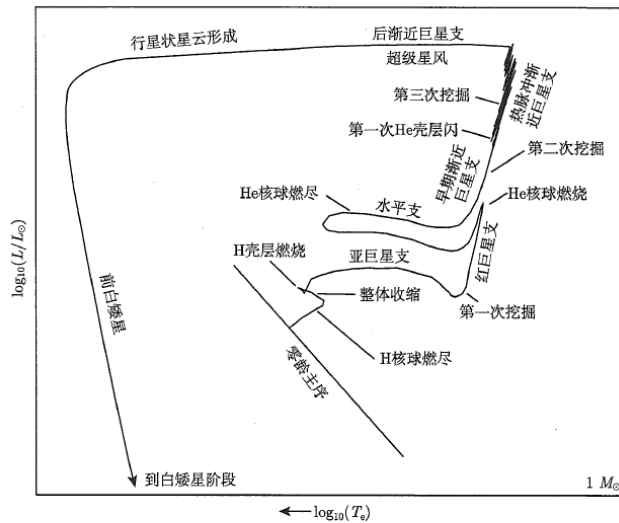 行星状星云形成
后渐近巨星支
超级星风
第三次挖掘
热脉冲渐
近巨星支
第一次He壳层闪
早期渐近
巨星支
第二次挖掘
He核球燃尽
水平支
He核球燃烧
H壳层燃烧
亚巨星支
红巨星支
整体收缩
第一次挖掘
H核球燃尽
零龄主序
前白矮星
到白矮星阶段
1 M⊙
log₁₀(L/L⊙)
log₁₀(Tₑ)